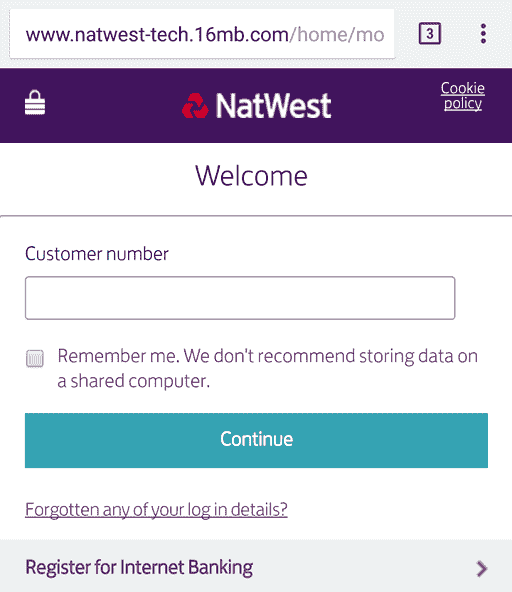 www.natwest-tech.16mb.com/home/mo
3
NatWest
Cookie
policy
Welcome
Customer number
Remember me. We don't recommend storing data on
a shared computer.
Continue
Forgotten any of your log in details?
Register for Internet Banking